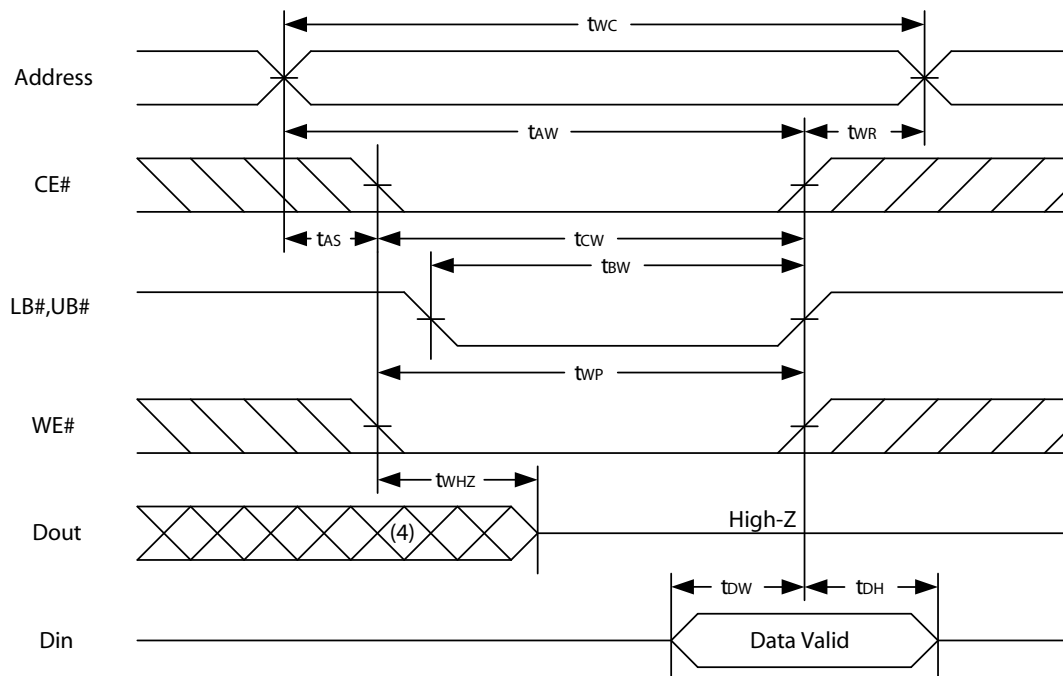 tWC
Address
tAW
tWR
CE#
tAS
tCW
tBW
LB#,UB#
tWP
WE#
tWHZ
Dout
(4)
High-Z
tDW
tDH
Din
Data Valid